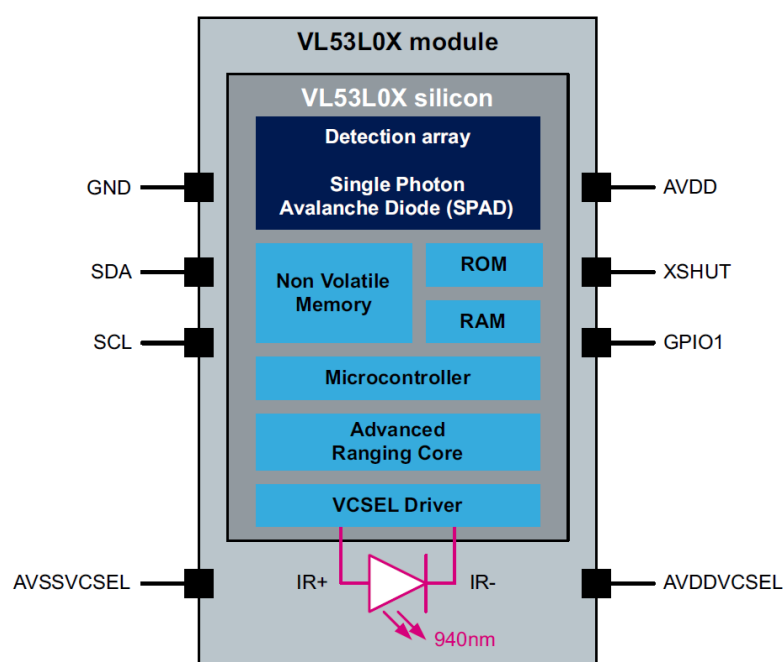 VL53L0X module
VL53L0X silicon
Detection array
Single Photon
Avalanche Diode (SPAD)
GND
AVDD
SDA
Non Volatile
Memory
ROM
XSHUT
SCL
RAM
GPIO1
Microcontroller
Advanced
Ranging Core
VCSEL Driver
AVSSVCSEL
IR+
IR-
AVDDVCSEL
940nm